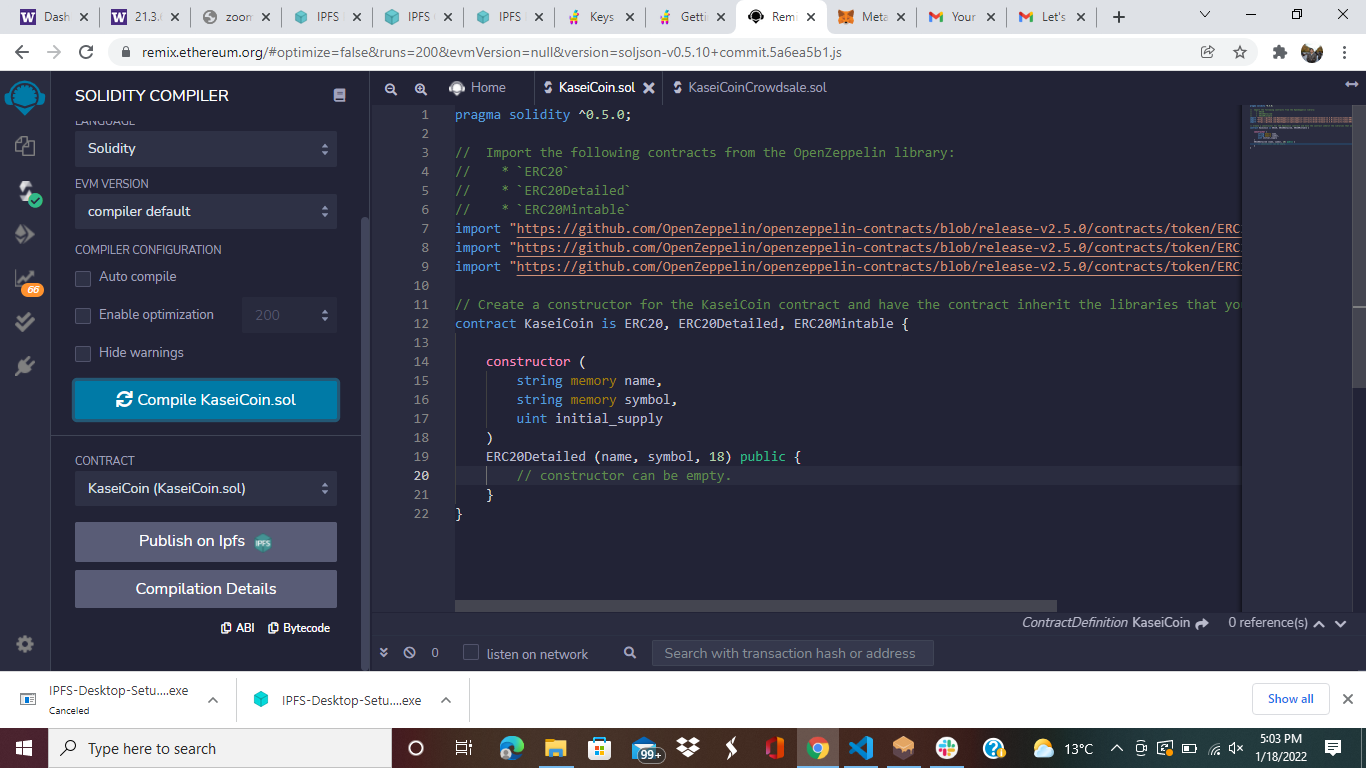 Dash
21.3.
zoom
IPFS
IPFS
IPFS
Keys
Getti
Rem
Meta
Your
Let's
remix.ethereum.org/#optimize=false&runs=200&evmVersion=null&version=soljson-v0.5.10+commit.5a6ea5b1.js
SOLIDITY COMPILER
LANGUAGE
Solidity
EVM VERSION
compiler default
COMPILER CONFIGURATION
Auto compile
Enable optimization
200
Hide warnings
Compile KaseiCoin.sol
CONTRACT
KaseiCoin (KaseiCoin.sol)
Publish on Ipfs
IPFS
Compilation Details
ABI
Bytecode
66
Home
KaseiCoin.sol
KaseiCoinCrowdsale.sol
1 pragma solidity ^0.5.0;
2
3 //  Import the following contracts from the OpenZeppelin library:
4 //    * `ERC20`
5 //    * `ERC20Detailed`
6 //    * `ERC20Mintable`
7 import "https://github.com/OpenZeppelin/openzeppelin-contracts/blob/release-v2.5.0/contracts/token/ERC
8 import "https://github.com/OpenZeppelin/openzeppelin-contracts/blob/release-v2.5.0/contracts/token/ERC
9 import "https://github.com/OpenZeppelin/openzeppelin-contracts/blob/release-v2.5.0/contracts/token/ERC
10
11 // Create a constructor for the KaseiCoin contract and have the contract inherit the libraries that yo
12 contract KaseiCoin is ERC20, ERC20Detailed, ERC20Mintable {
13
14     constructor (
15         string memory name,
16         string memory symbol,
17         uint initial_supply
18     )
19     ERC20Detailed (name, symbol, 18) public {
20         // constructor can be empty.
21     }
22 }
ContractDefinition KaseiCoin
0 reference(s)
0
listen on network
Search with transaction hash or address
IPFS-Desktop-Setu....exe
Canceled
IPFS-Desktop-Setu....exe
Show all
Type here to search
99+
13°C
5:03 PM
1/18/2022